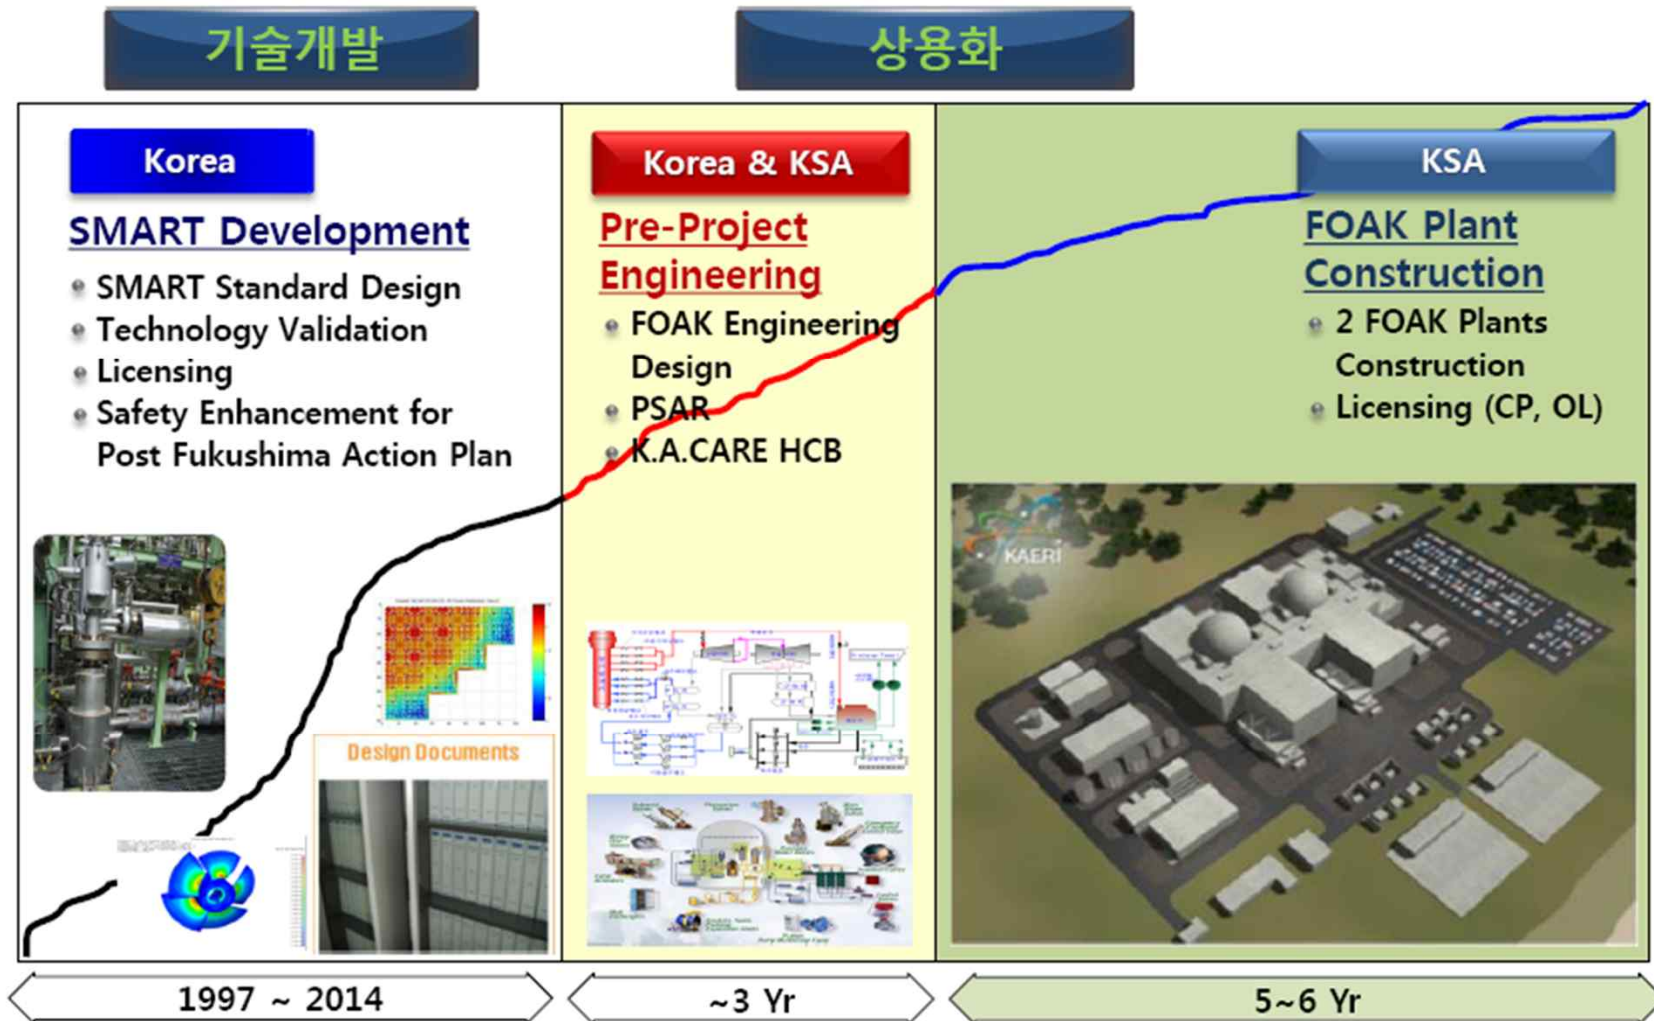 기술개발
상용화
Korea
SMART Development
SMART Standard Design
Technology Validation
Licensing
Safety Enhancement for
Post Fukushima Action Plan
Design Documents
1997 ~ 2014
Korea & KSA
Pre-Project
Engineering
FOAK Engineering
Design
PSAR
K.A.CARE HCB
~3 Yr
KSA
FOAK Plant
Construction
2 FOAK Plants
Construction
Licensing (CP, OL)
KAERI
5~6 Yr